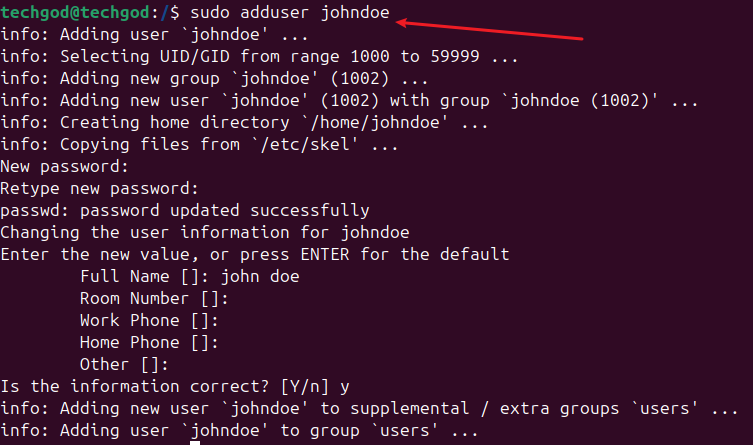 techgod@techgod:/$ sudo adduser johndoe
info: Adding user `johndoe' ...
info: Selecting UID/GID from range 1000 to 59999 ...
info: Adding new group `johndoe' (1002) ...
info: Adding new user `johndoe' (1002) with group `johndoe (1002)' ...
info: Creating home directory `/home/johndoe' ...
info: Copying files from `/etc/skel' ...
New password:
Retype new password:
passwd: password updated successfully
Changing the user information for johndoe
Enter the new value, or press ENTER for the default
        Full Name []: john doe
        Room Number []:
        Work Phone []:
        Home Phone []:
        Other []:
Is the information correct? [Y/n] y
info: Adding new user `johndoe' to supplemental / extra groups `users' ...
info: Adding user `johndoe' to group `users' ...